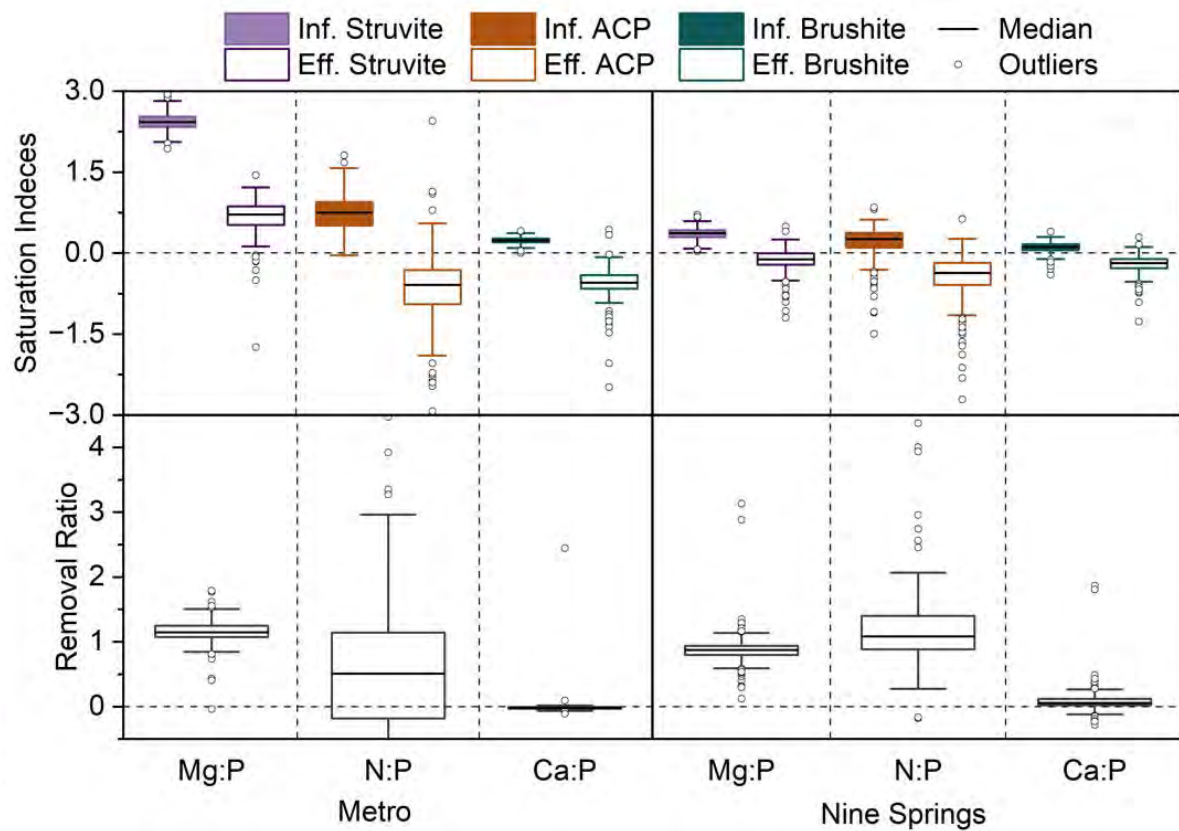 Inf. Struvite Inf. ACP Inf. Brushite Median
Eff. Struvite Eff. ACP Eff. Brushite Outliers
Saturation Indeces
3.0
1.5
0.0
−1.5
−3.0
Removal Ratio
4
3
2
1
0
Mg:P N:P Ca:P Mg:P N:P Ca:P
Metro Nine Springs